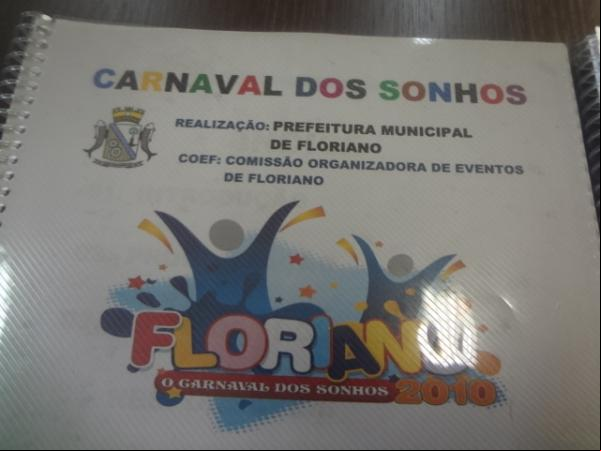 CARNAVAL DOS SONHOS
REALIZAÇÃO: PREFEITURA MUNICIPAL
DE FLORIANO
COEF: COMISSÃO ORGANIZADORA DE EVENTOS
DE FLORIANO
FLORIANO
O CARNAVAL DOS SONHOS 2010